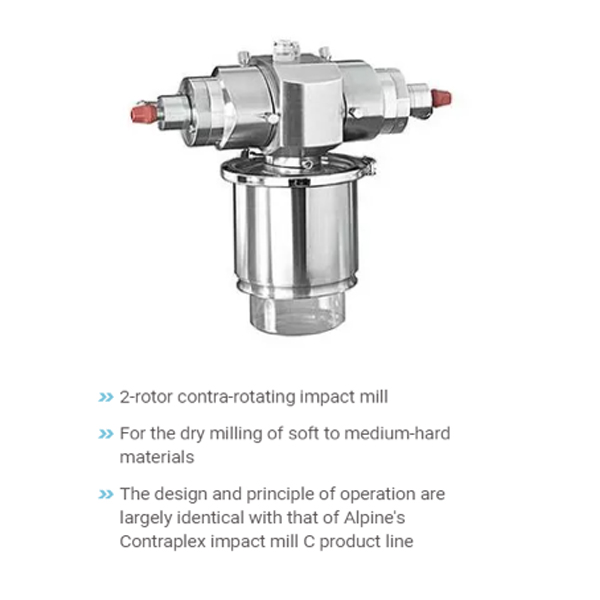 » 2-rotor contra-rotating impact mill
» For the dry milling of soft to medium-hard
materials
» The design and principle of operation are
largely identical with that of Alpine's
Contraplex impact mill C product line